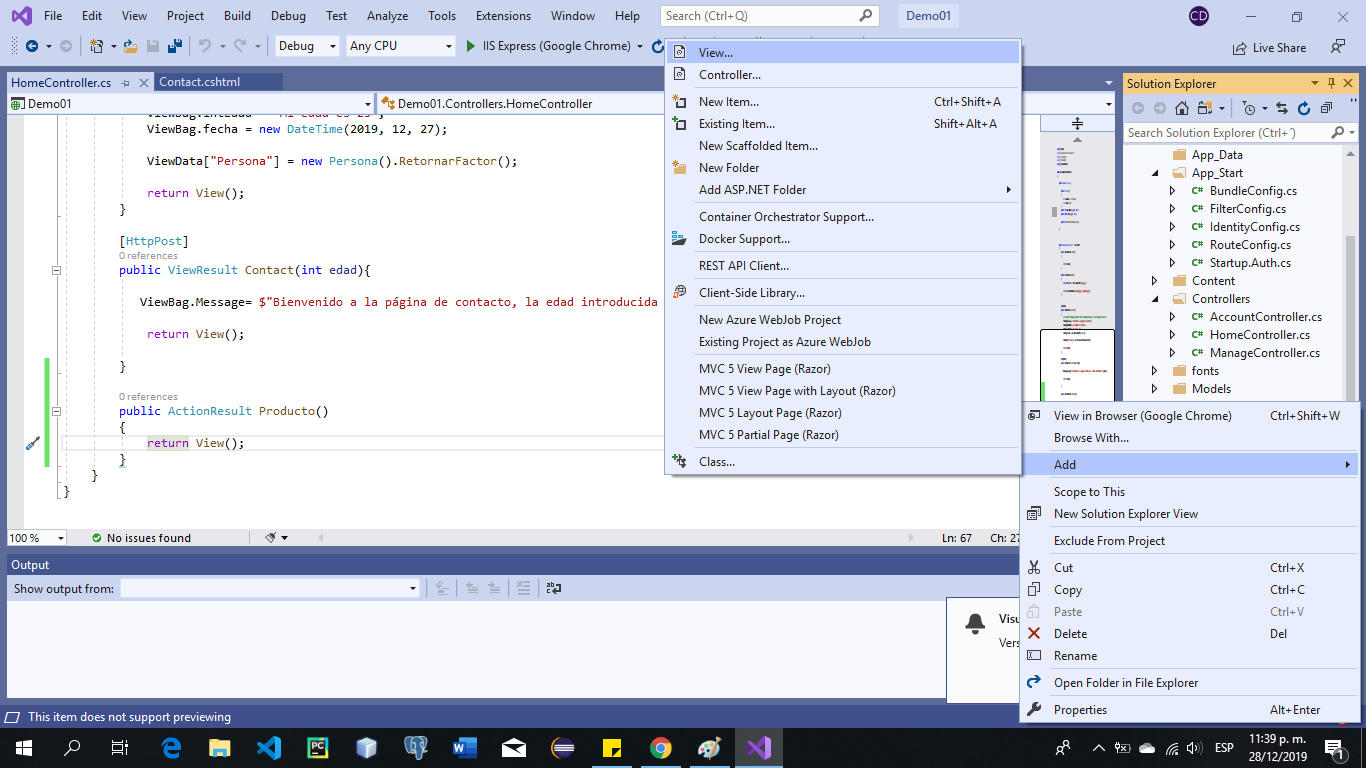 File Edit View Project Build Debug Test Analyze Tools Extensions Window Help Search (Ctrl+Q) Demo01 CD
Debug Any CPU IIS Express (Google Chrome) Live Share
HomeController.cs Contact.cshtml
Demo01 Demo01.Controllers.HomeController
ViewBag.fecha = new DateTime(2019, 12, 27);
ViewData["Persona"] = new Persona().RetornarFactor();
return View();
}
[HttpPost]
0 references
public ViewResult Contact(int edad){
ViewBag.Message= $"Bienvenido a la página de contacto, la edad introducida
return View();
}
0 references
public ActionResult Producto()
{
return View();
}
}
}
100 % No issues found Ln: 67 Ch: 27
Output
Show output from:
View...
Controller...
New Item... Ctrl+Shift+A
Existing Item... Shift+Alt+A
New Scaffolded Item...
New Folder
Add ASP.NET Folder
Container Orchestrator Support...
Docker Support...
REST API Client...
Client-Side Library...
New Azure WebJob Project
Existing Project as Azure WebJob
MVC 5 View Page (Razor)
MVC 5 View Page with Layout (Razor)
MVC 5 Layout Page (Razor)
MVC 5 Partial Page (Razor)
Class...
Solution Explorer
Search Solution Explorer (Ctrl+´)
App_Data
App_Start
C# BundleConfig.cs
C# FilterConfig.cs
C# IdentityConfig.cs
C# RouteConfig.cs
C# Startup.Auth.cs
Content
Controllers
C# AccountController.cs
C# HomeController.cs
C# ManageController.cs
fonts
Models
View in Browser (Google Chrome) Ctrl+Shift+W
Browse With...
Add
Scope to This
New Solution Explorer View
Exclude From Project
Cut Ctrl+X
Copy Ctrl+C
Paste Ctrl+V
Delete Del
Rename
Open Folder in File Explorer
Properties Alt+Enter
Visu
Vers
This item does not support previewing
ESP 11:39 p. m.
28/12/2019 1